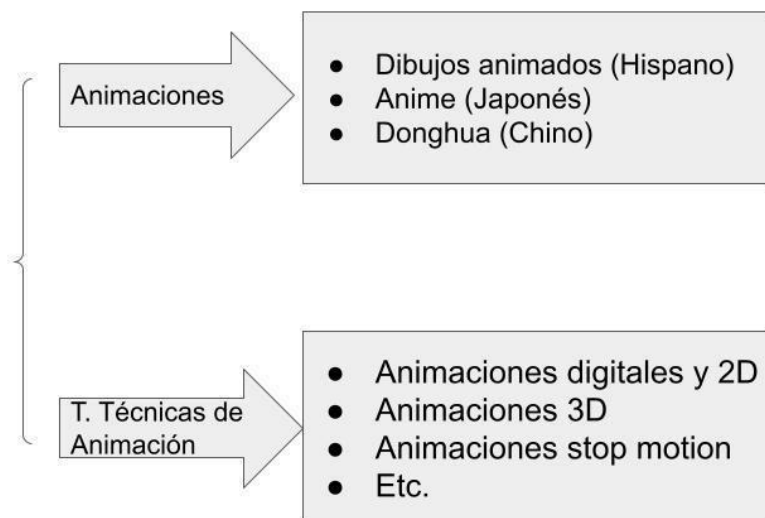 Animaciones
● Dibujos animados (Hispano)
● Anime (Japonés)
● Donghua (Chino)
T. Técnicas de
Animación
● Animaciones digitales y 2D
● Animaciones 3D
● Animaciones stop motion
● Etc.